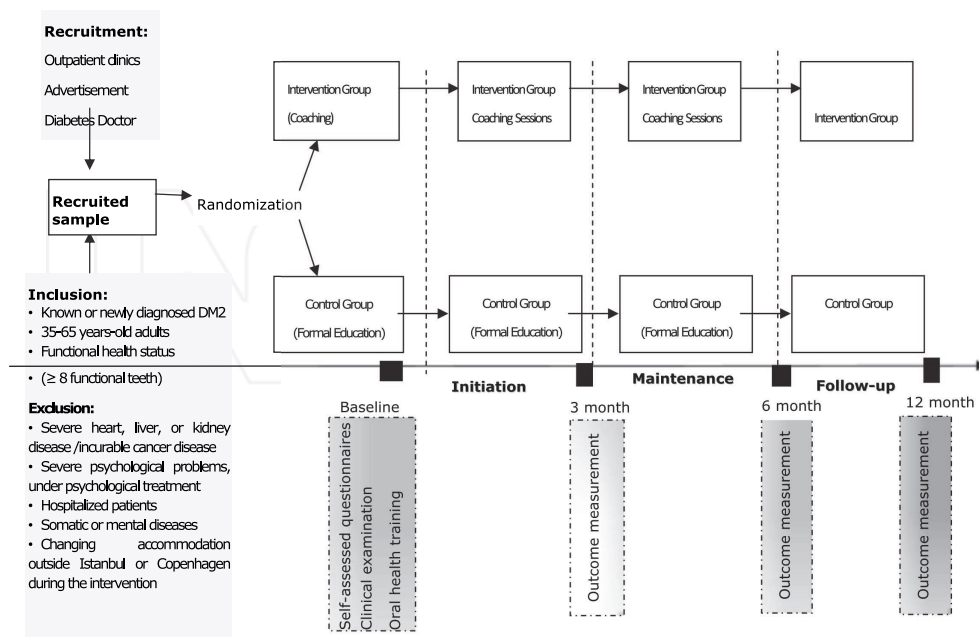 Recruitment:
Outpatient clinics
Advertisement
Diabetes Doctor
Recruited
sample
Randomization
Inclusion:
• Known or newly diagnosed DM2
• 35-65 years-old adults
• Functional health status
• (≥ 8 functional teeth)
Exclusion:
• Severe heart, liver, or kidney
disease /incurable cancer disease
• Severe psychological problems,
under psychological treatment
• Hospitalized patients
• Somatic or mental diseases
• Changing accommodation
outside Istanbul or Copenhagen
during the intervention
Intervention Group
(Coaching)
Intervention Group
Coaching Sessions
Intervention Group
Coaching Sessions
Intervention Group
Control Group
(Formal Education)
Control Group
(Formal Education)
Control Group
(Formal Education)
Control Group
Initiation
Maintenance
Follow-up
Baseline
3 month
6 month
12 month
Self-assessed questionnaires
Clinical examination
Oral health training
Outcome measurement
Outcome measurement
Outcome measurement